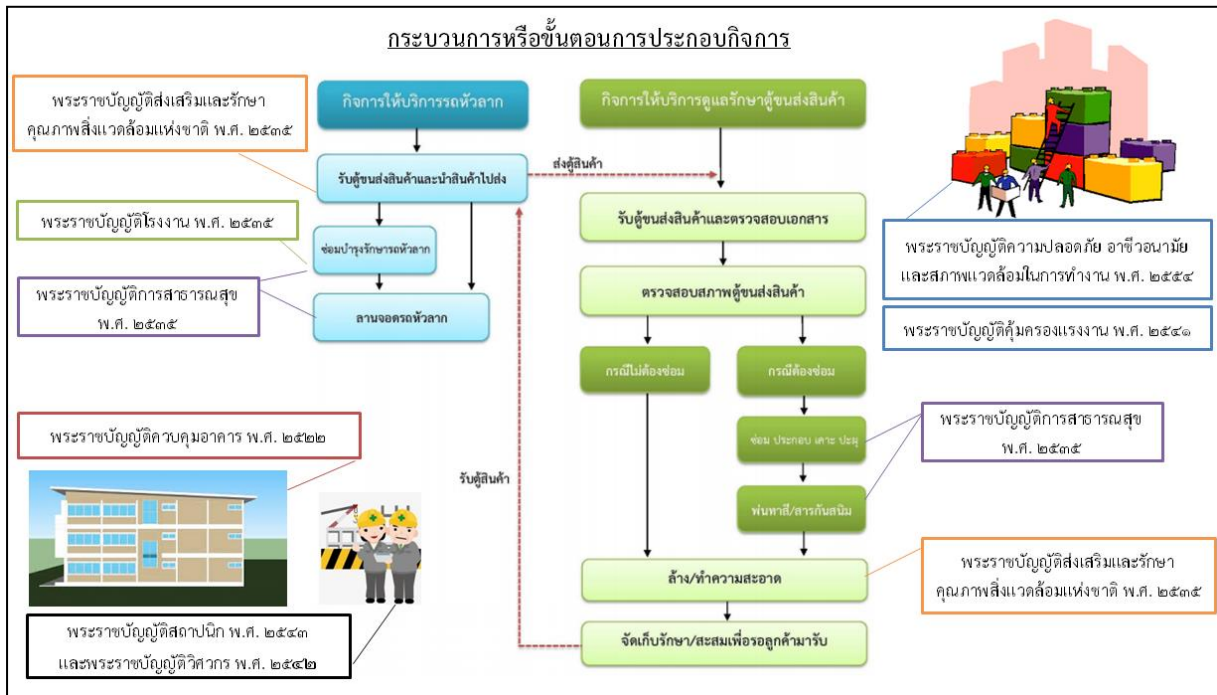 กระบวนการหรือขั้นตอนการประกอบกิจการ
พระราชบัญญัติส่งเสริมและรักษา
คุณภาพสิ่งแวดล้อมแห่งชาติ พ.ศ. ๒๕๓๕
กิจการให้บริการรถหัวลาก
กิจการให้บริการดูแลรักษาตู้ขนส่งสินค้า
ส่งตู้สินค้า
รับตู้ขนส่งสินค้าและนำสินค้าไปส่ง
พระราชบัญญัติโรงงาน พ.ศ. ๒๕๓๕
รับตู้ขนส่งสินค้าและตรวจสอบเอกสาร
ซ่อมบำรุงรักษารถหัวลาก
พระราชบัญญัติความปลอดภัย อาชีวอนามัย
และสภาพแวดล้อมในการทำงาน พ.ศ. ๒๕๕๔
พระราชบัญญัติการสาธารณสุข
พ.ศ. ๒๕๓๕
ตรวจสอบสภาพตู้ขนส่งสินค้า
ลานจอดรถหัวลาก
พระราชบัญญัติคุ้มครองแรงงาน พ.ศ. ๒๕๔๑
กรณีไม่ต้องซ่อม
กรณีต้องซ่อม
พระราชบัญญัติควบคุมอาคาร พ.ศ. ๒๕๒๒
ซ่อม ประกอบ เคาะ ปะผุ
พระราชบัญญัติการสาธารณสุข
พ.ศ. ๒๕๓๕
รับตู้สินค้า
พ่นทาสี/สารกันสนิม
ล้าง/ทำความสะอาด
พระราชบัญญัติส่งเสริมและรักษา
คุณภาพสิ่งแวดล้อมแห่งชาติ พ.ศ. ๒๕๓๕
พระราชบัญญัติสถาปนิก พ.ศ. ๒๕๔๓
และพระราชบัญญัติวิศวกร พ.ศ. ๒๕๔๒
จัดเก็บรักษา/สะสมเพื่อรอลูกค้ามารับ